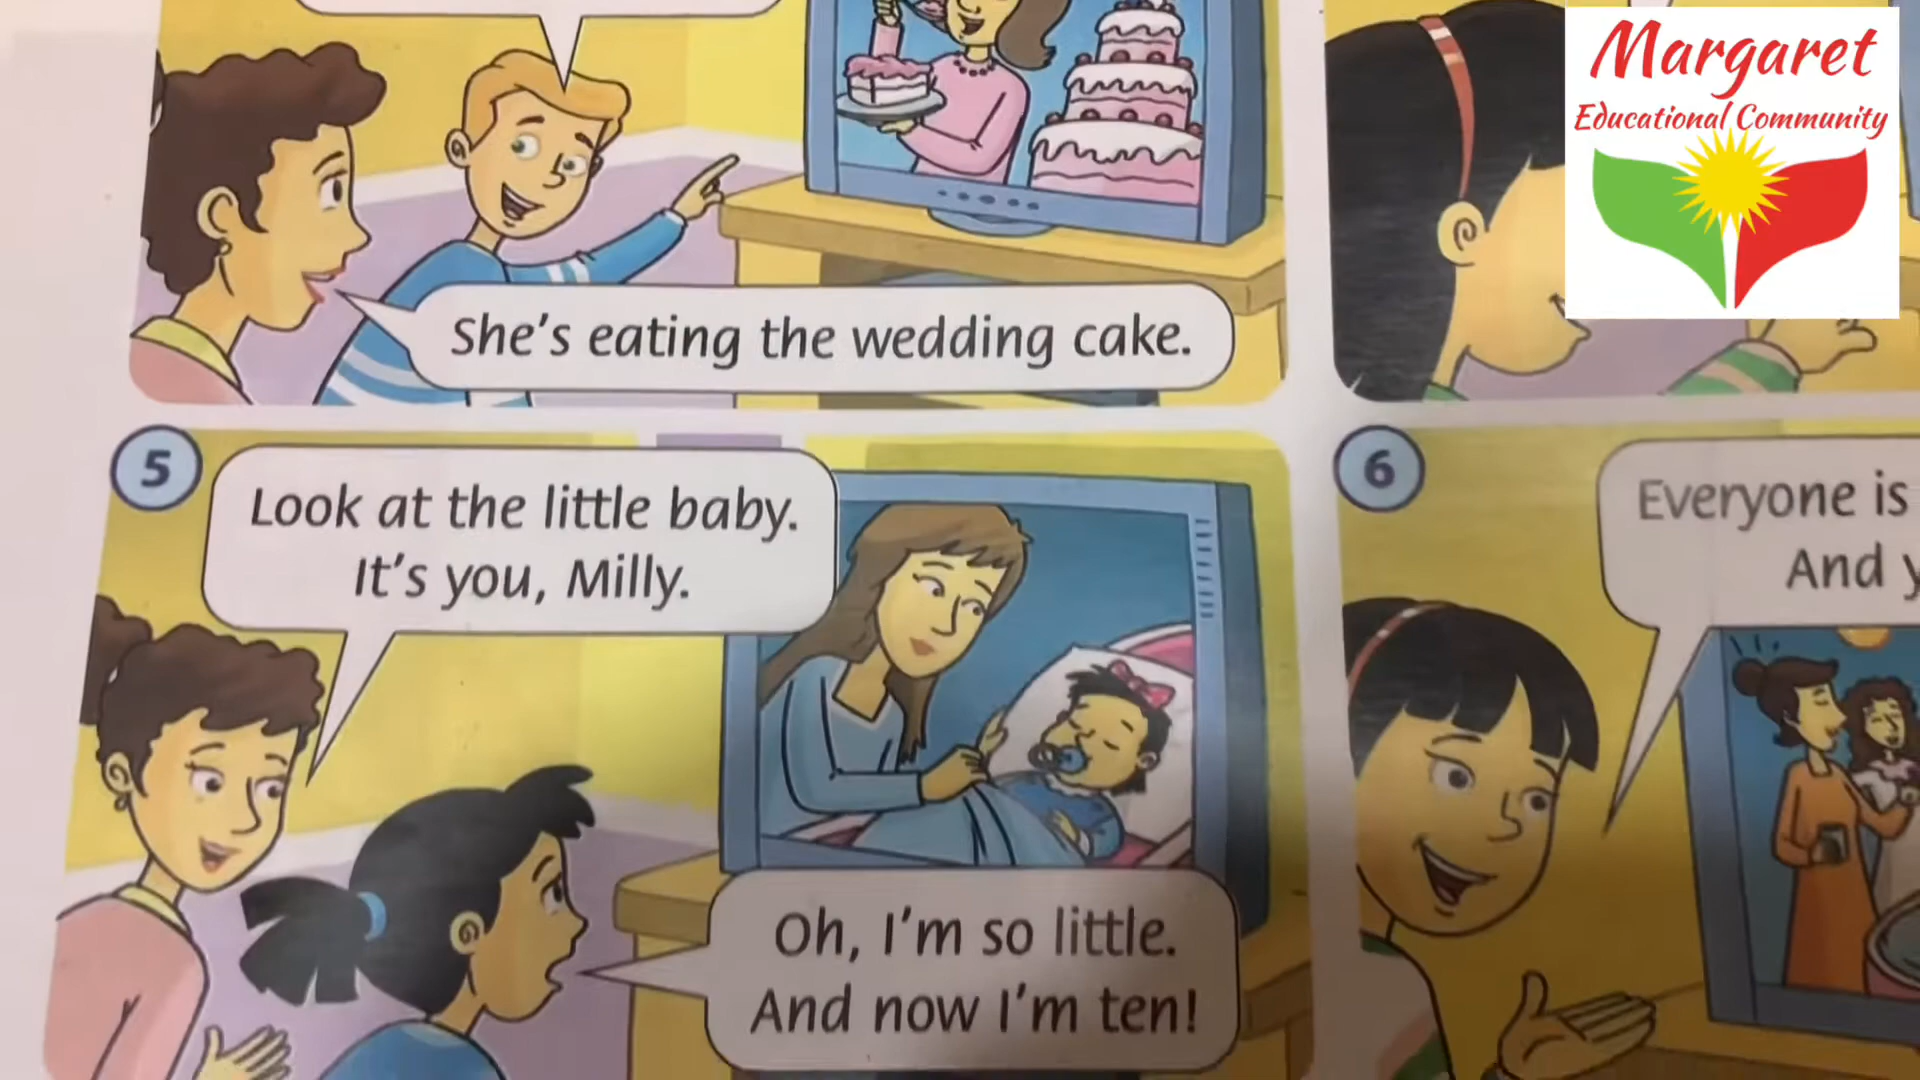 Margaret
Educational Community
She's eating the wedding cake.
5
Look at the little baby.
It's you, Milly.
Oh, I'm so little.
And now I'm ten!
6
Everyone is
And